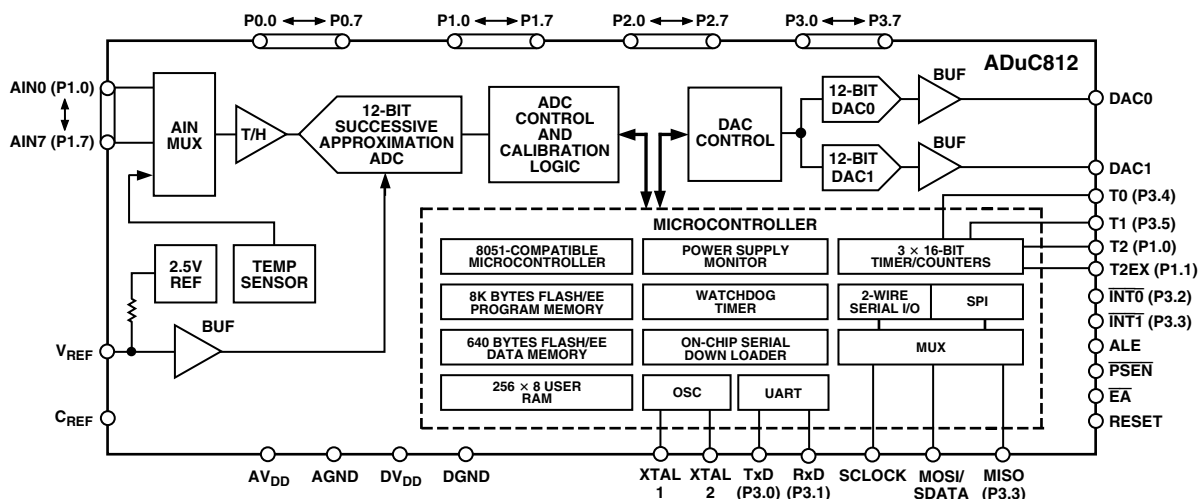 P0.0 P0.7
P1.0 P1.7
P2.0 P2.7
P3.0 P3.7
ADuC812
AIN0 (P1.0)
AIN7 (P1.7)
AIN
MUX
T/H
12-BIT
SUCCESSIVE
APPROXIMATION
ADC
ADC
CONTROL
AND
CALIBRATION
LOGIC
DAC
CONTROL
12-BIT
DAC0
BUF
DAC0
12-BIT
DAC1
BUF
DAC1
T0 (P3.4)
T1 (P3.5)
T2 (P1.0)
T2EX (P1.1)
INT0 (P3.2)
INT1 (P3.3)
ALE
PSEN
EA
RESET
2.5V
REF
TEMP
SENSOR
BUF
VREF
CREF
MICROCONTROLLER
8051-COMPATIBLE
MICROCONTROLLER
POWER SUPPLY
MONITOR
3 × 16-BIT
TIMER/COUNTERS
8K BYTES FLASH/EE
PROGRAM MEMORY
WATCHDOG
TIMER
2-WIRE
SERIAL I/O
SPI
640 BYTES FLASH/EE
DATA MEMORY
ON-CHIP SERIAL
DOWN LOADER
MUX
256 × 8 USER
RAM
OSC
UART
AVDD
AGND
DVDD
DGND
XTAL
1
XTAL
2
TxD
(P3.0)
RxD
(P3.1)
SCLOCK
MOSI/
SDATA
MISO
(P3.3)